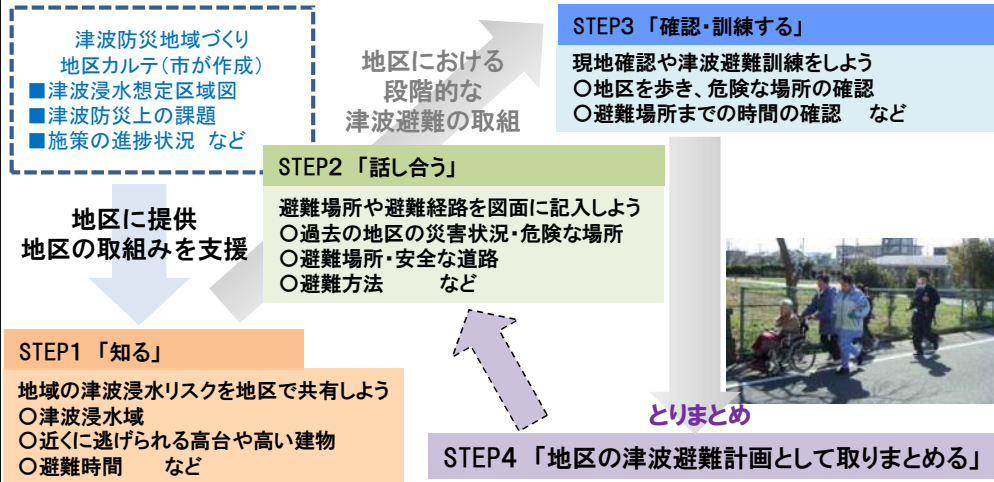 津波防災地域づくり
地区カルテ(市が作成)
■津波浸水想定区域図
■津波防災上の課題
■施策の進捗状況 など
地区に提供
地区の取組みを支援
地区における
段階的な
津波避難の取組
STEP1 「知る」
地域の津波浸水リスクを地区で共有しよう
○津波浸水域
○近くに逃げられる高台や高い建物
○避難時間 など
STEP2 「話し合う」
避難場所や避難経路を図面に記入しよう
○過去の地区の災害状況・危険な場所
○避難場所・安全な道路
○避難方法 など
STEP3 「確認・訓練する」
現地確認や津波避難訓練をしよう
○地区を歩き、危険な場所の確認
○避難場所までの時間の確認 など
とりまとめ
STEP4 「地区の津波避難計画として取りまとめる」